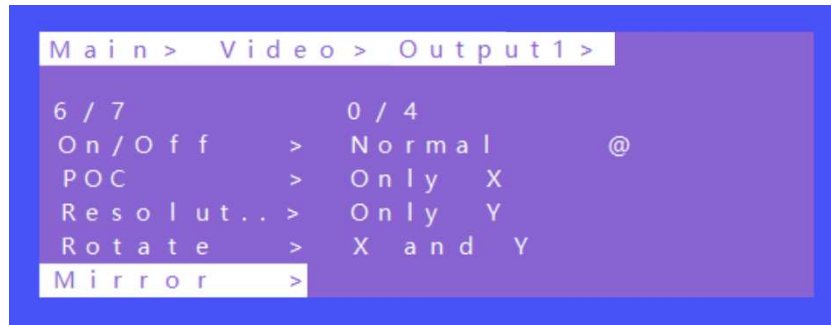 Main> Video> Output1>
6/7 0/4
On/Off > Normal @
POC > Only X
Resolut..> Only Y
Rotate > X and Y
Mirror >